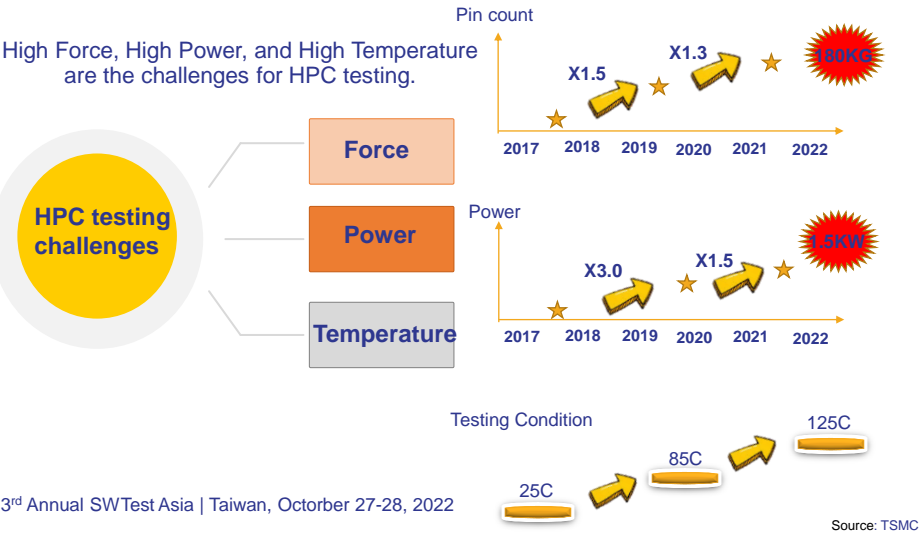 High Force, High Power, and High Temperature
are the challenges for HPC testing.
HPC testing
challenges
Force
Power
Temperature
Pin count
X1.5
X1.3
180KG
2017 2018 2019 2020 2021 2022
Power
X3.0
X1.5
1.5KW
2017 2018 2019 2020 2021 2022
Testing Condition
25C
85C
125C
3rd Annual SWTest Asia | Taiwan, Octorber 27-28, 2022
Source: TSMC